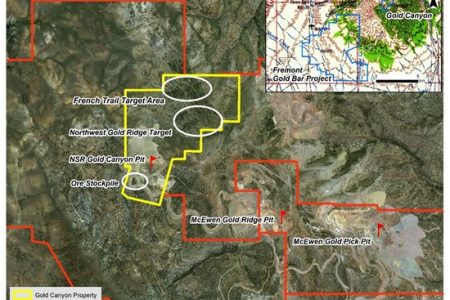 Gold Canyon
Fremont
Gold Bar Project
French Trail Target Area
Northwest Gold Ridge Target
NSR Gold Canyon Pit
Ore Stockpile
McEwen Gold Ridge Pit
McEwen Gold Pick Pit
Gold Canyon Property